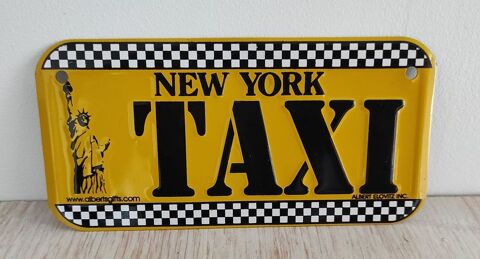 NEW YORK
TAXI
www.albertsgifts.com
ALBERT ELOVITZ INC.